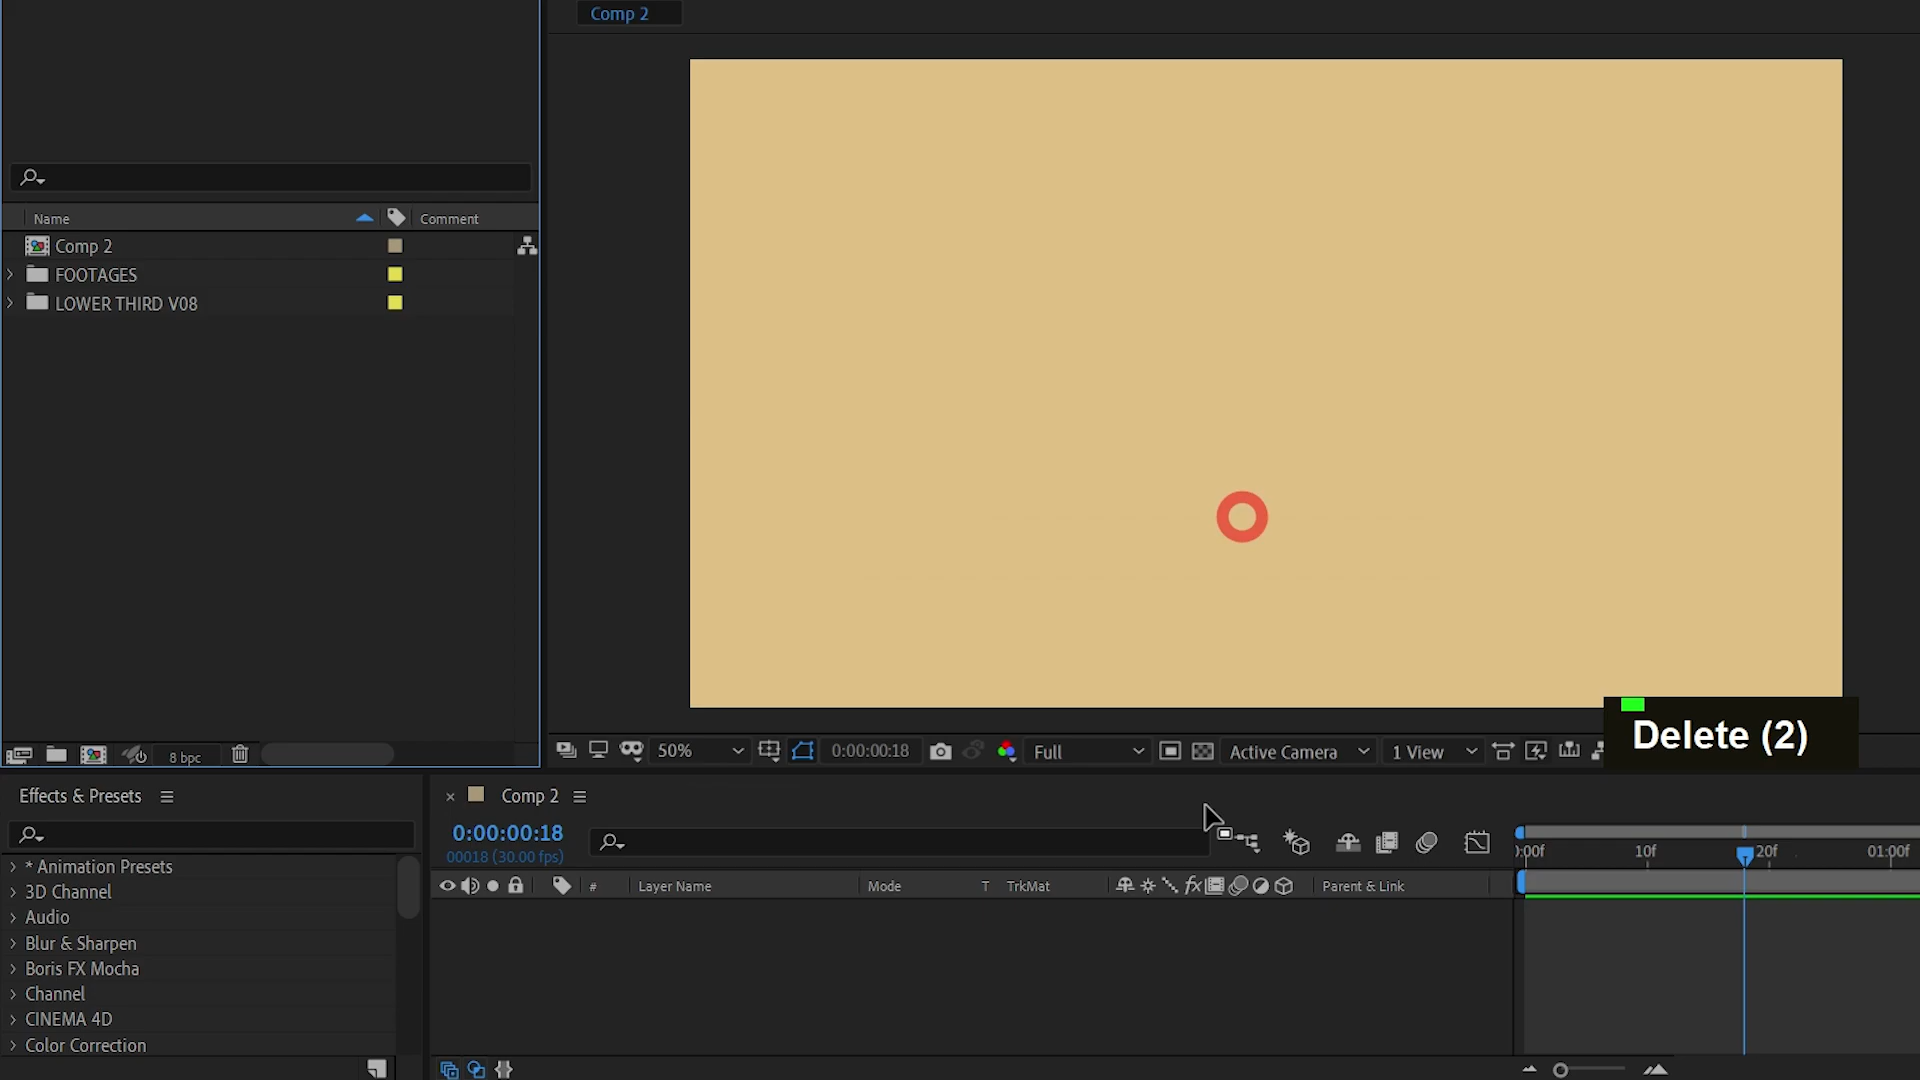 Comp 2
Name
Comment
Comp 2
FOOTAGES
LOWER THIRD V08
8 bpc
50%
0:00:00:18
Full
Active Camera
1 View
Delete (2)
Effects & Presets
Comp 2
0:00:00:18
00018 (30.00 fps)
):00f
10f
20f
01:00f
#
Layer Name
Mode
T
TrkMat
fx
Parent & Link
* Animation Presets
3D Channel
Audio
Blur & Sharpen
Boris FX Mocha
Channel
CINEMA 4D
Color Correction